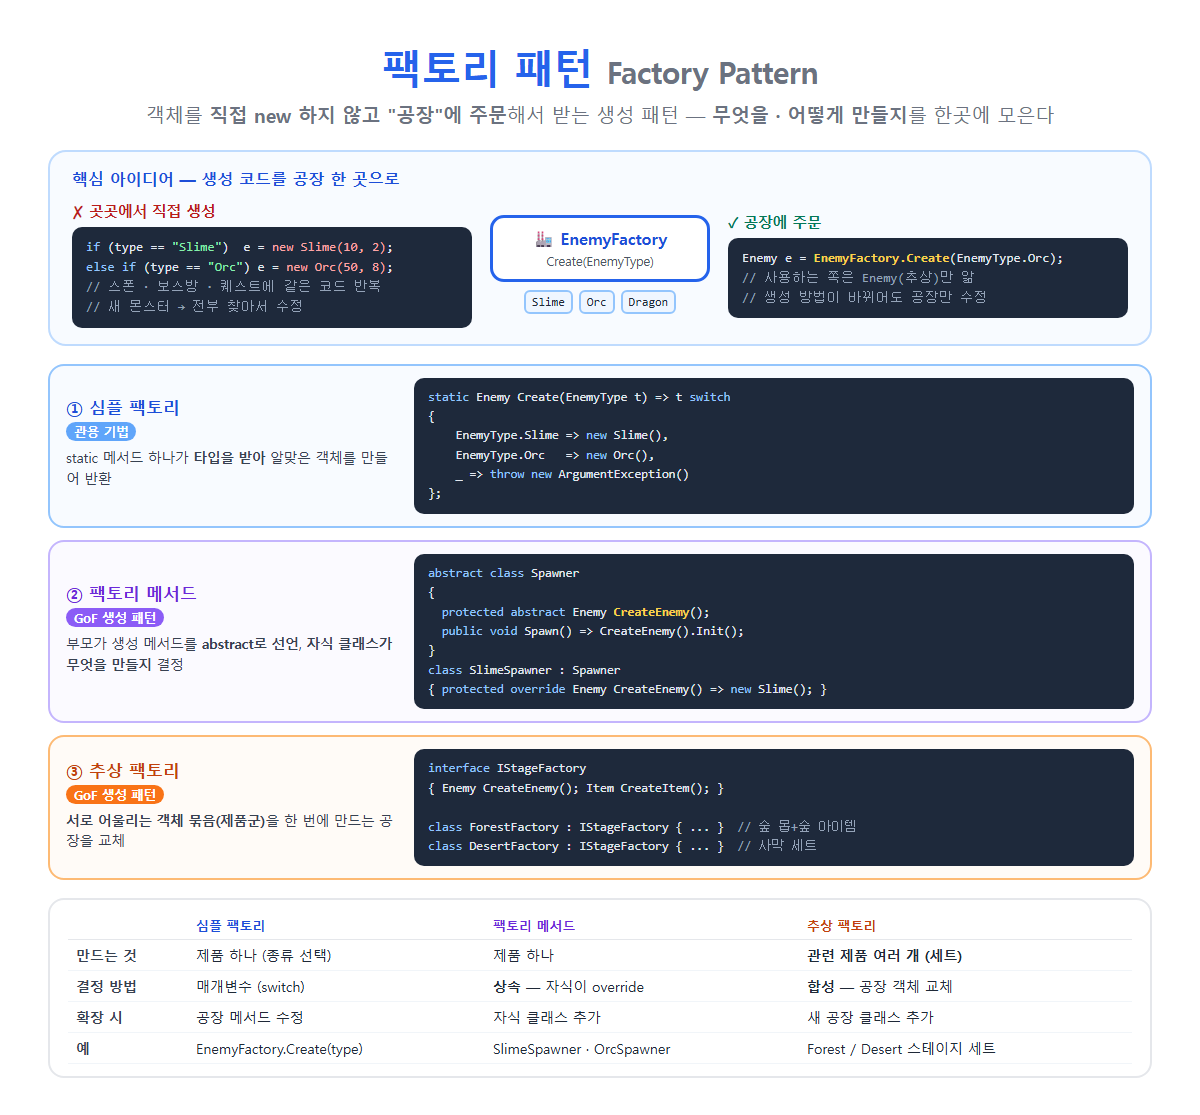 팩토리 패턴 Factory Pattern
객체를 직접 new 하지 않고 "공장"에 주문해서 받는 생성 패턴 — 무엇을 · 어떻게 만들지를 한곳에 모은다
핵심 아이디어 — 생성 코드를 공장 한 곳으로
✗ 곳곳에서 직접 생성
if (type == "Slime")  e = new Slime(10, 2);
else if (type == "Orc") e = new Orc(50, 8);
// 스폰 · 보스방 · 퀘스트에 같은 코드 반복
// 새 몬스터 → 전부 찾아서 수정
🏭 EnemyFactory
Create(EnemyType)
Slime Orc Dragon
✓ 공장에 주문
Enemy e = EnemyFactory.Create(EnemyType.Orc);
// 사용하는 쪽은 Enemy(추상)만 앎
// 생성 방법이 바뀌어도 공장만 수정
① 심플 팩토리
관용 기법
static 메서드 하나가 타입을 받아 알맞은 객체를 만들
어 반환
static Enemy Create(EnemyType t) => t switch
{
    EnemyType.Slime => new Slime(),
    EnemyType.Orc   => new Orc(),
    _ => throw new ArgumentException()
};
② 팩토리 메서드
GoF 생성 패턴
부모가 생성 메서드를 abstract로 선언, 자식 클래스가
무엇을 만들지 결정
abstract class Spawner
{
  protected abstract Enemy CreateEnemy();
  public void Spawn() => CreateEnemy().Init();
}
class SlimeSpawner : Spawner
{ protected override Enemy CreateEnemy() => new Slime(); }
③ 추상 팩토리
GoF 생성 패턴
서로 어울리는 객체 묶음(제품군)을 한 번에 만드는 공
장을 교체
interface IStageFactory
{ Enemy CreateEnemy(); Item CreateItem(); }
class ForestFactory : IStageFactory { ... }  // 숲 몹+숲 아이템
class DesertFactory : IStageFactory { ... }  // 사막 세트
심플 팩토리 팩토리 메서드 추상 팩토리
만드는 것 제품 하나 (종류 선택) 제품 하나 관련 제품 여러 개 (세트)
결정 방법 매개변수 (switch) 상속 — 자식이 override 합성 — 공장 객체 교체
확장 시 공장 메서드 수정 자식 클래스 추가 새 공장 클래스 추가
예 EnemyFactory.Create(type) SlimeSpawner · OrcSpawner Forest / Desert 스테이지 세트